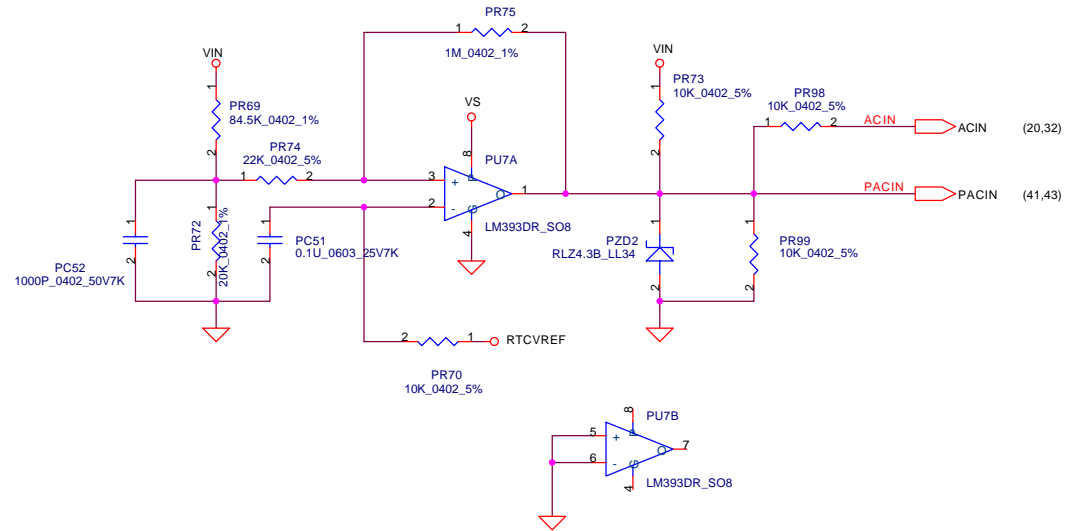 PR75
1
2
1M_0402_1%
VIN
1
PR69
84.5K_0402_1%
2
PR74
22K_0402_5%
1
2
VS
8
PU7A
3
+
P
O
1
2
-
G
4
LM393DR_SO8
VIN
1
PR73
10K_0402_5%
2
PR98
10K_0402_5%
1
2
ACIN
ACIN
(20,32)
PACIN
PACIN
(41,43)
1
2
PC52
1000P_0402_50V7K
1
PR72
20K_0402_1%
2
1
2
PC51
0.1U_0603_25V7K
1
PZD2
RLZ4.3B_LL34
2
1
PR99
10K_0402_5%
2
2
1
RTCVREF
PR70
10K_0402_5%
8
PU7B
5
+
P
O
7
6
-
G
4
LM393DR_SO8